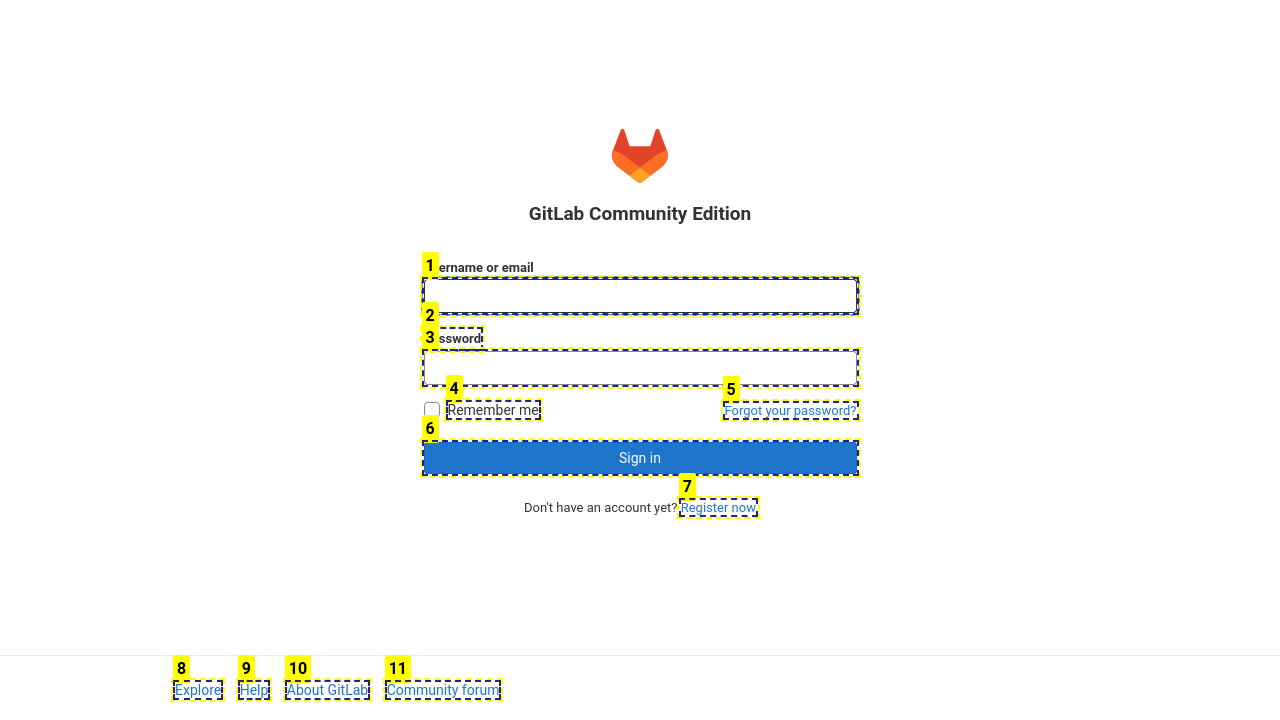 GitLab Community Edition
1 ername or email
2
3 ssword
4 5
Remember me Forgot your password?
6
Sign in
7
Don't have an account yet? Register now
8 9 10 11
Explore Help About GitLab Community forum